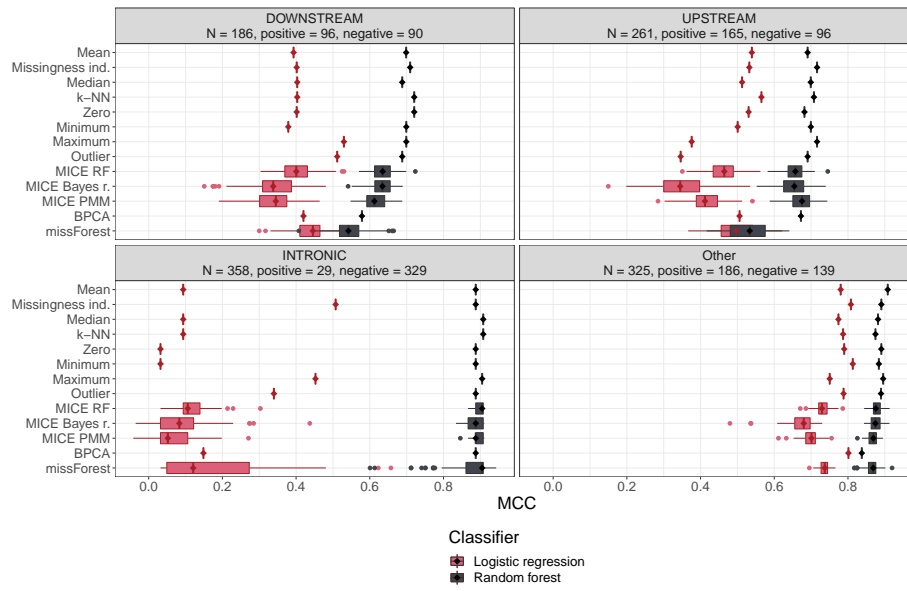 DOWNSTREAM
N = 186, positive = 96, negative = 90
UPSTREAM
N = 261, positive = 165, negative = 96
Mean
Missingness ind.
Median
k−NN
Zero
Minimum
Maximum
Outlier
MICE RF
MICE Bayes r.
MICE PMM
BPCA
missForest
INTRONIC
N = 358, positive = 29, negative = 329
Other
N = 325, positive = 186, negative = 139
Mean
Missingness ind.
Median
k−NN
Zero
Minimum
Maximum
Outlier
MICE RF
MICE Bayes r.
MICE PMM
BPCA
missForest
0.0 0.2 0.4 0.6 0.8 0.0 0.2 0.4 0.6 0.8
MCC
Classifier
Logistic regression
Random forest